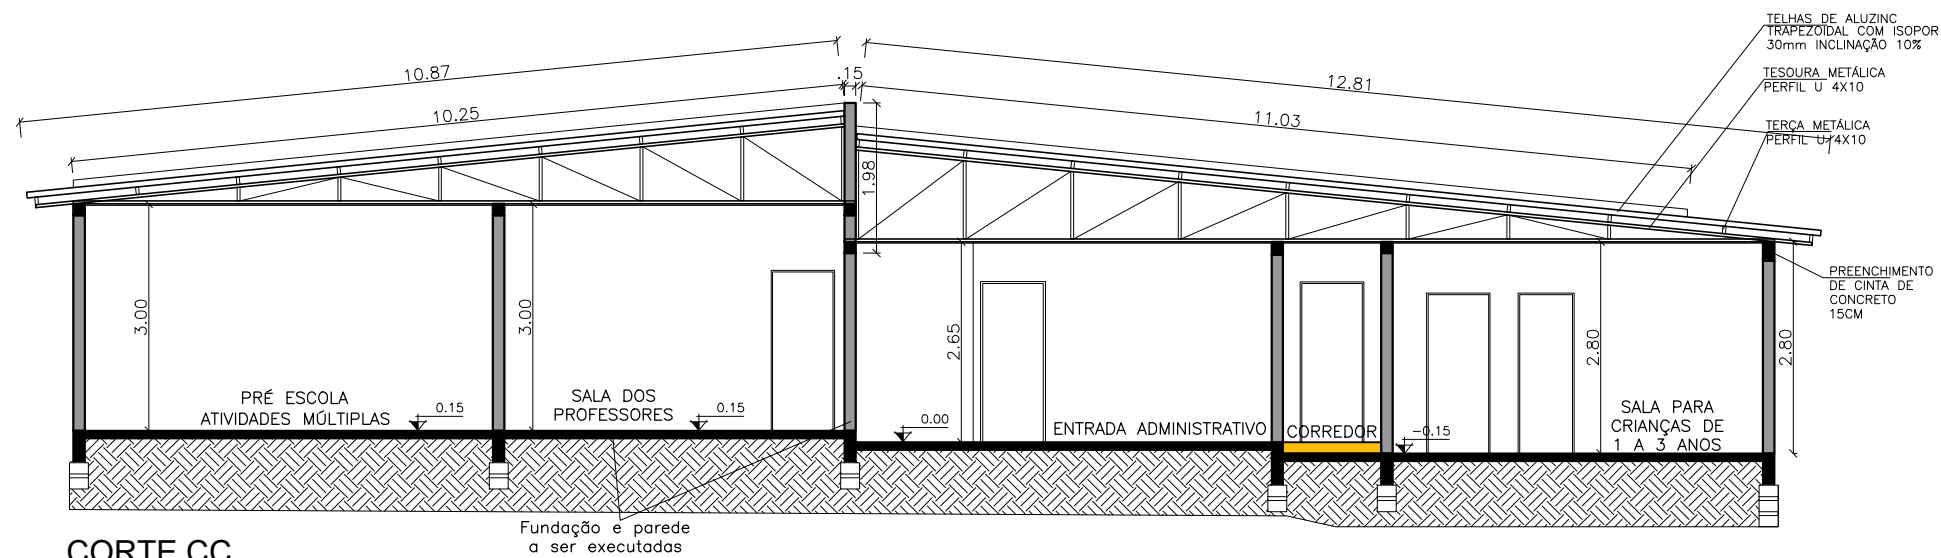 TELHAS DE ALUZINC
TRAPEZOIDAL COM ISOPOR
30mm INCLINAÇÃO 10%
TESOURA METÁLICA
PERFIL U 4X10
TERÇA METÁLICA
PERFIL U 4X10
10.87
.15
12.81
10.25
11.03
1.98
3.00
3.00
2.65
2.80
2.80
PREENCHIMENTO
DE CINTA DE
CONCRETO
15CM
PRÉ ESCOLA
ATIVIDADES MÚLTIPLAS
0.15
SALA DOS
PROFESSORES
0.15
0.00
ENTRADA ADMINISTRATIVO
CORREDOR
-0.15
SALA PARA
CRIANÇAS DE
1 A 3 ANOS
Fundação e parede
a ser executadas
CORTE CC